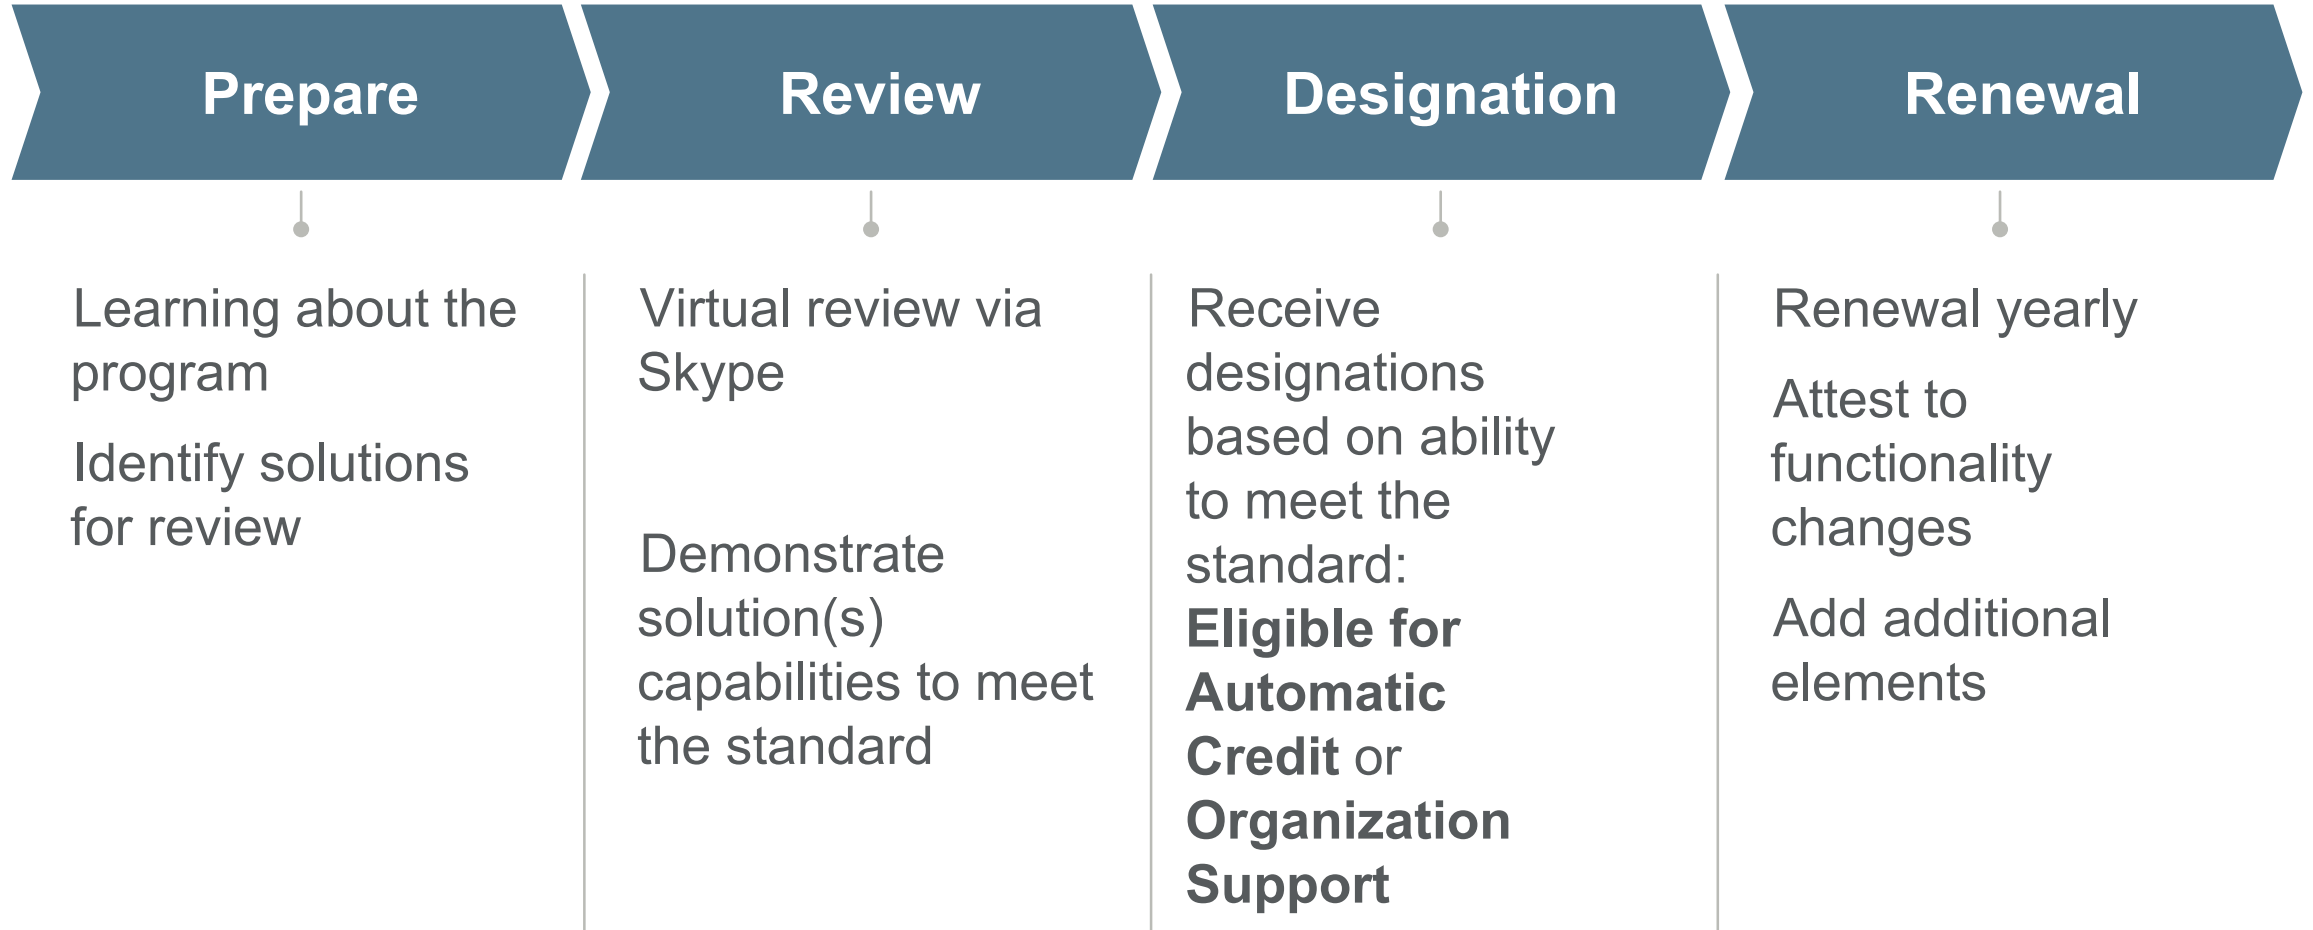 Prepare
Review
Designation
Renewal
Learning about the
program
Identify solutions
for review
Virtual review via
Skype
Demonstrate
solution(s)
capabilities to meet
the standard
Receive
designations
based on ability
to meet the
standard:
Eligible for
Automatic
Credit or
Organization
Support
Renewal yearly
Attest to
functionality
changes
Add additional
elements